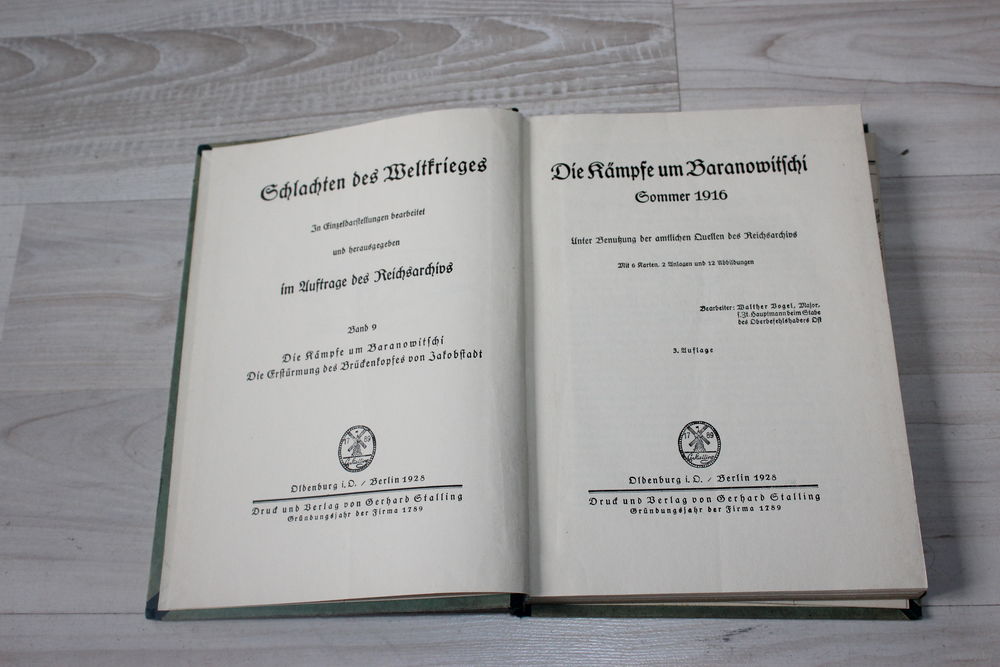 Schlachten des Weltkrieges
In Einzeldarstellungen bearbeitet
und herausgegeben
im Auftrage des Reichsarchivs
Band 9
Die Kämpfe um Baranowitschi
Die Erstürmung des Brückenkopfes von Jakobstadt
1789
G. Stalling
Oldenburg i. O. / Berlin 1928
Druck und Verlag von Gerhard Stalling
Gründungsjahr der Firma 1789
Die Kämpfe um Baranowitschi
Sommer 1916
Unter Benutzung der amtlichen Quellen des Reichsarchivs
Mit 6 Karten, 2 Anlagen und 12 Abbildungen
Bearbeiter: Walther Vogel, Major,
s. Zt. Hauptmann beim Stabe
des Oberbefehlshabers Ost
3. Auflage
1789
G. Stalling
Oldenburg i. O. / Berlin 1928
Druck und Verlag von Gerhard Stalling
Gründungsjahr der Firma 1789